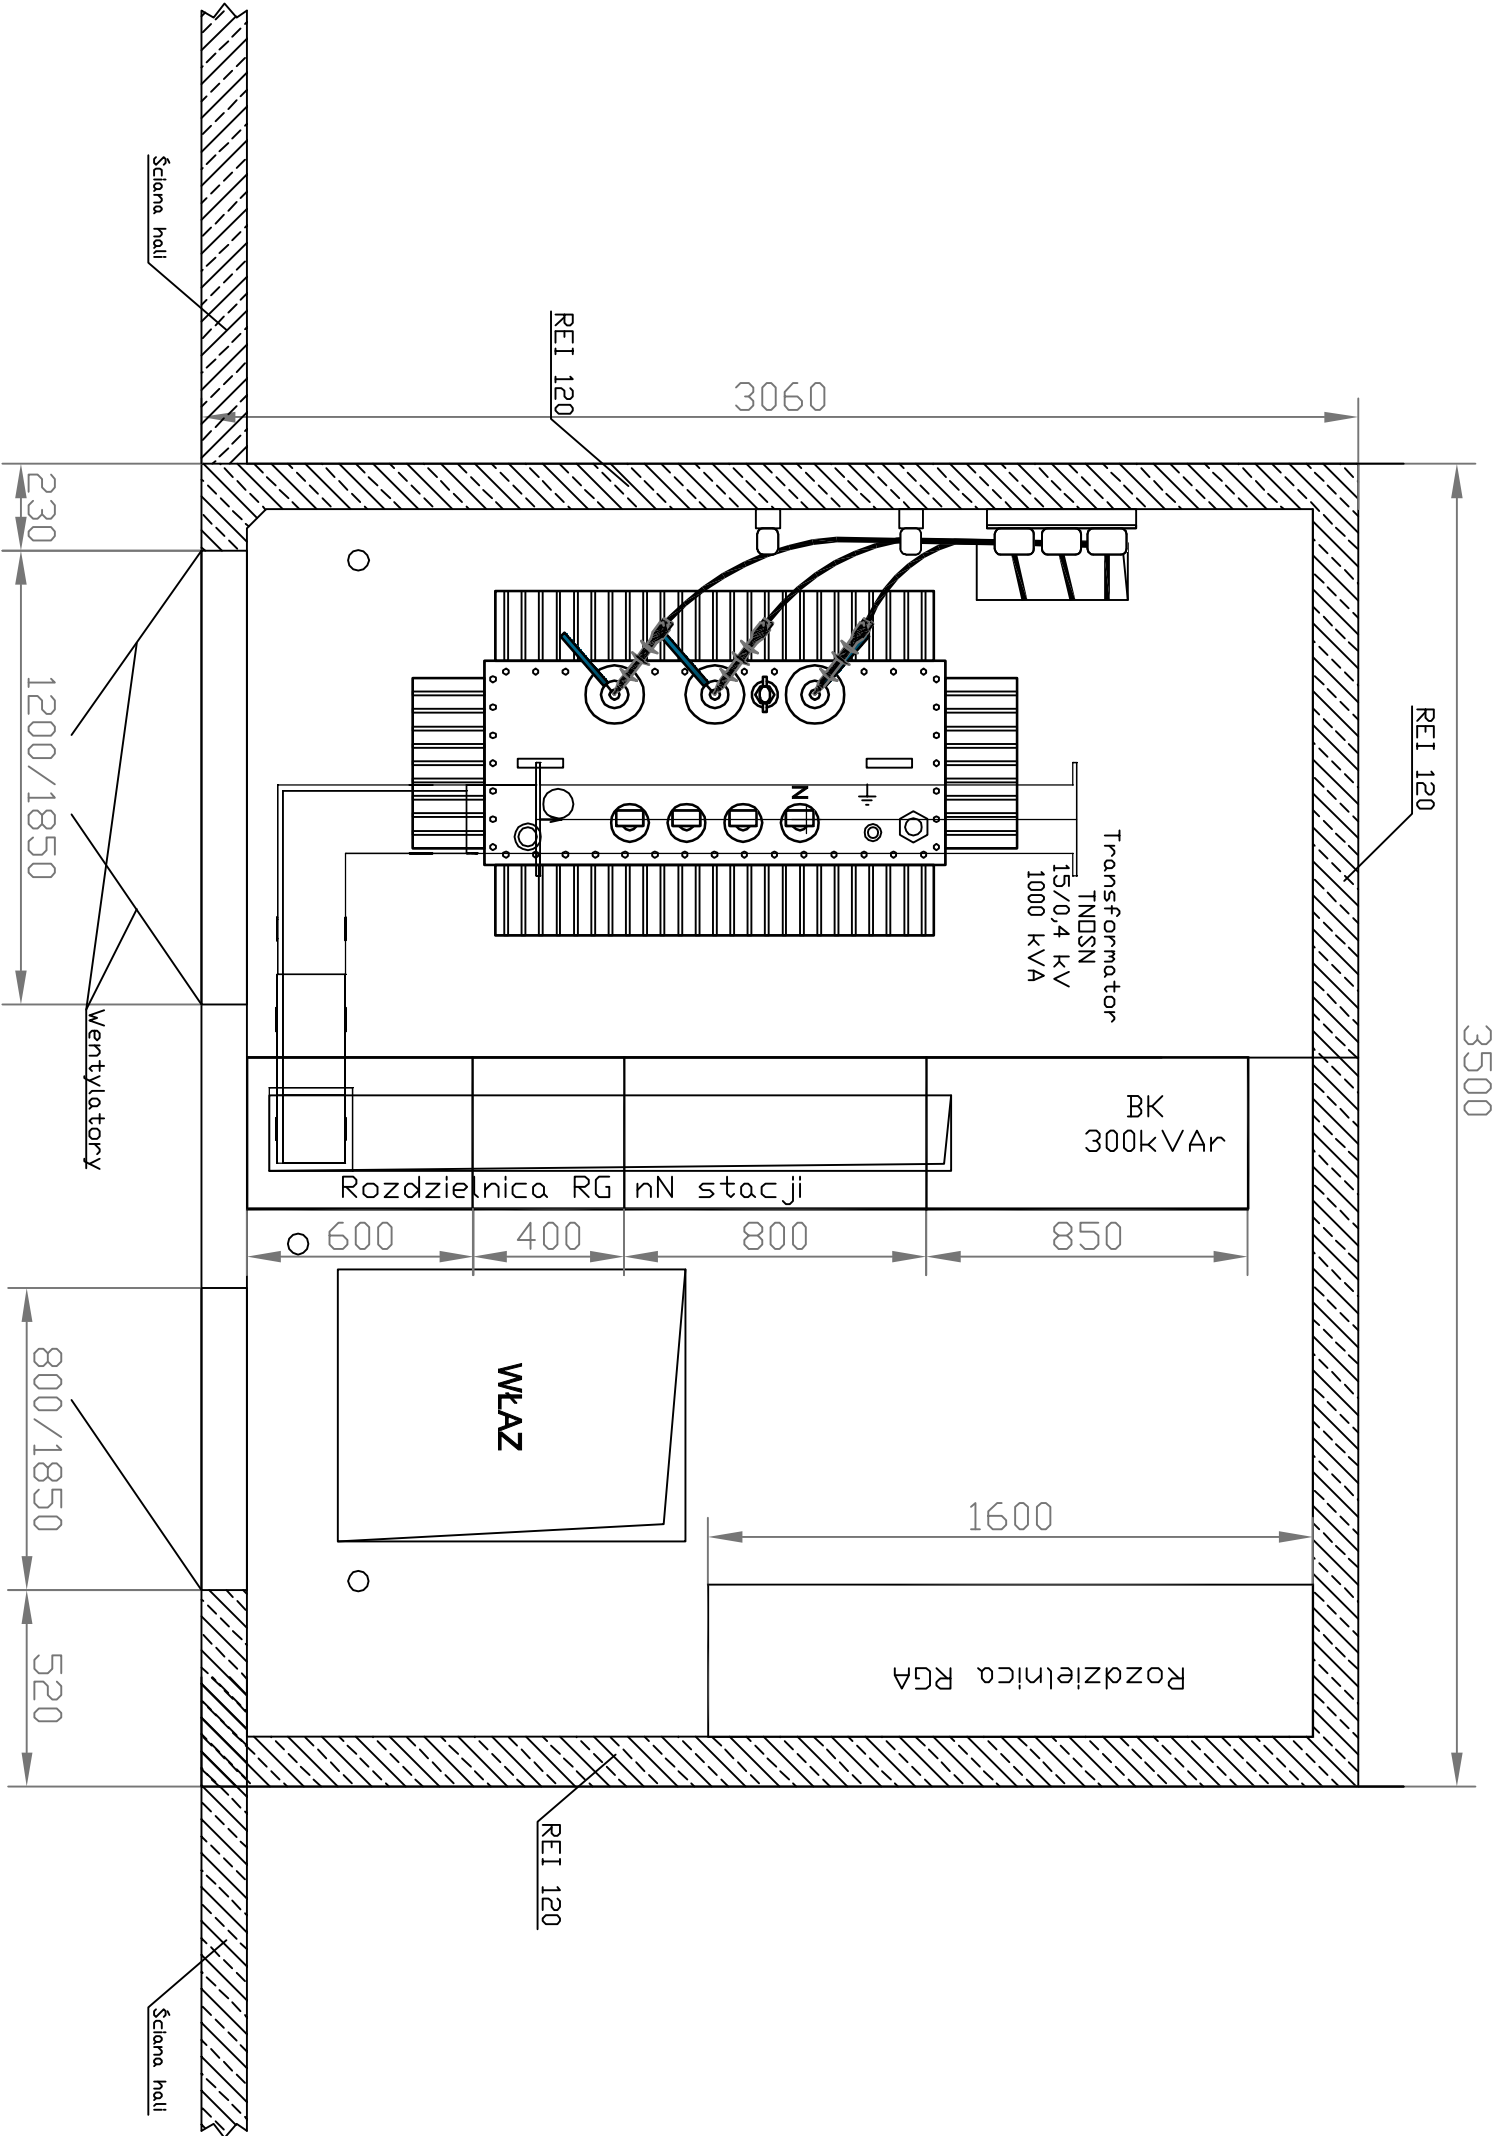 Ściana hali
REI 120
3060
230
1200/1850
Wentylatory
800/1850
520
REI 120
3500
Transformator
TNOSN
15/0,4 kV
1000 kVA
N
BK
300kVAr
Rozdzielnica RG nN stacji
600
400
800
850
WŁAZ
1600
Rozdzielnica RGA
REI 120
Ściana hali